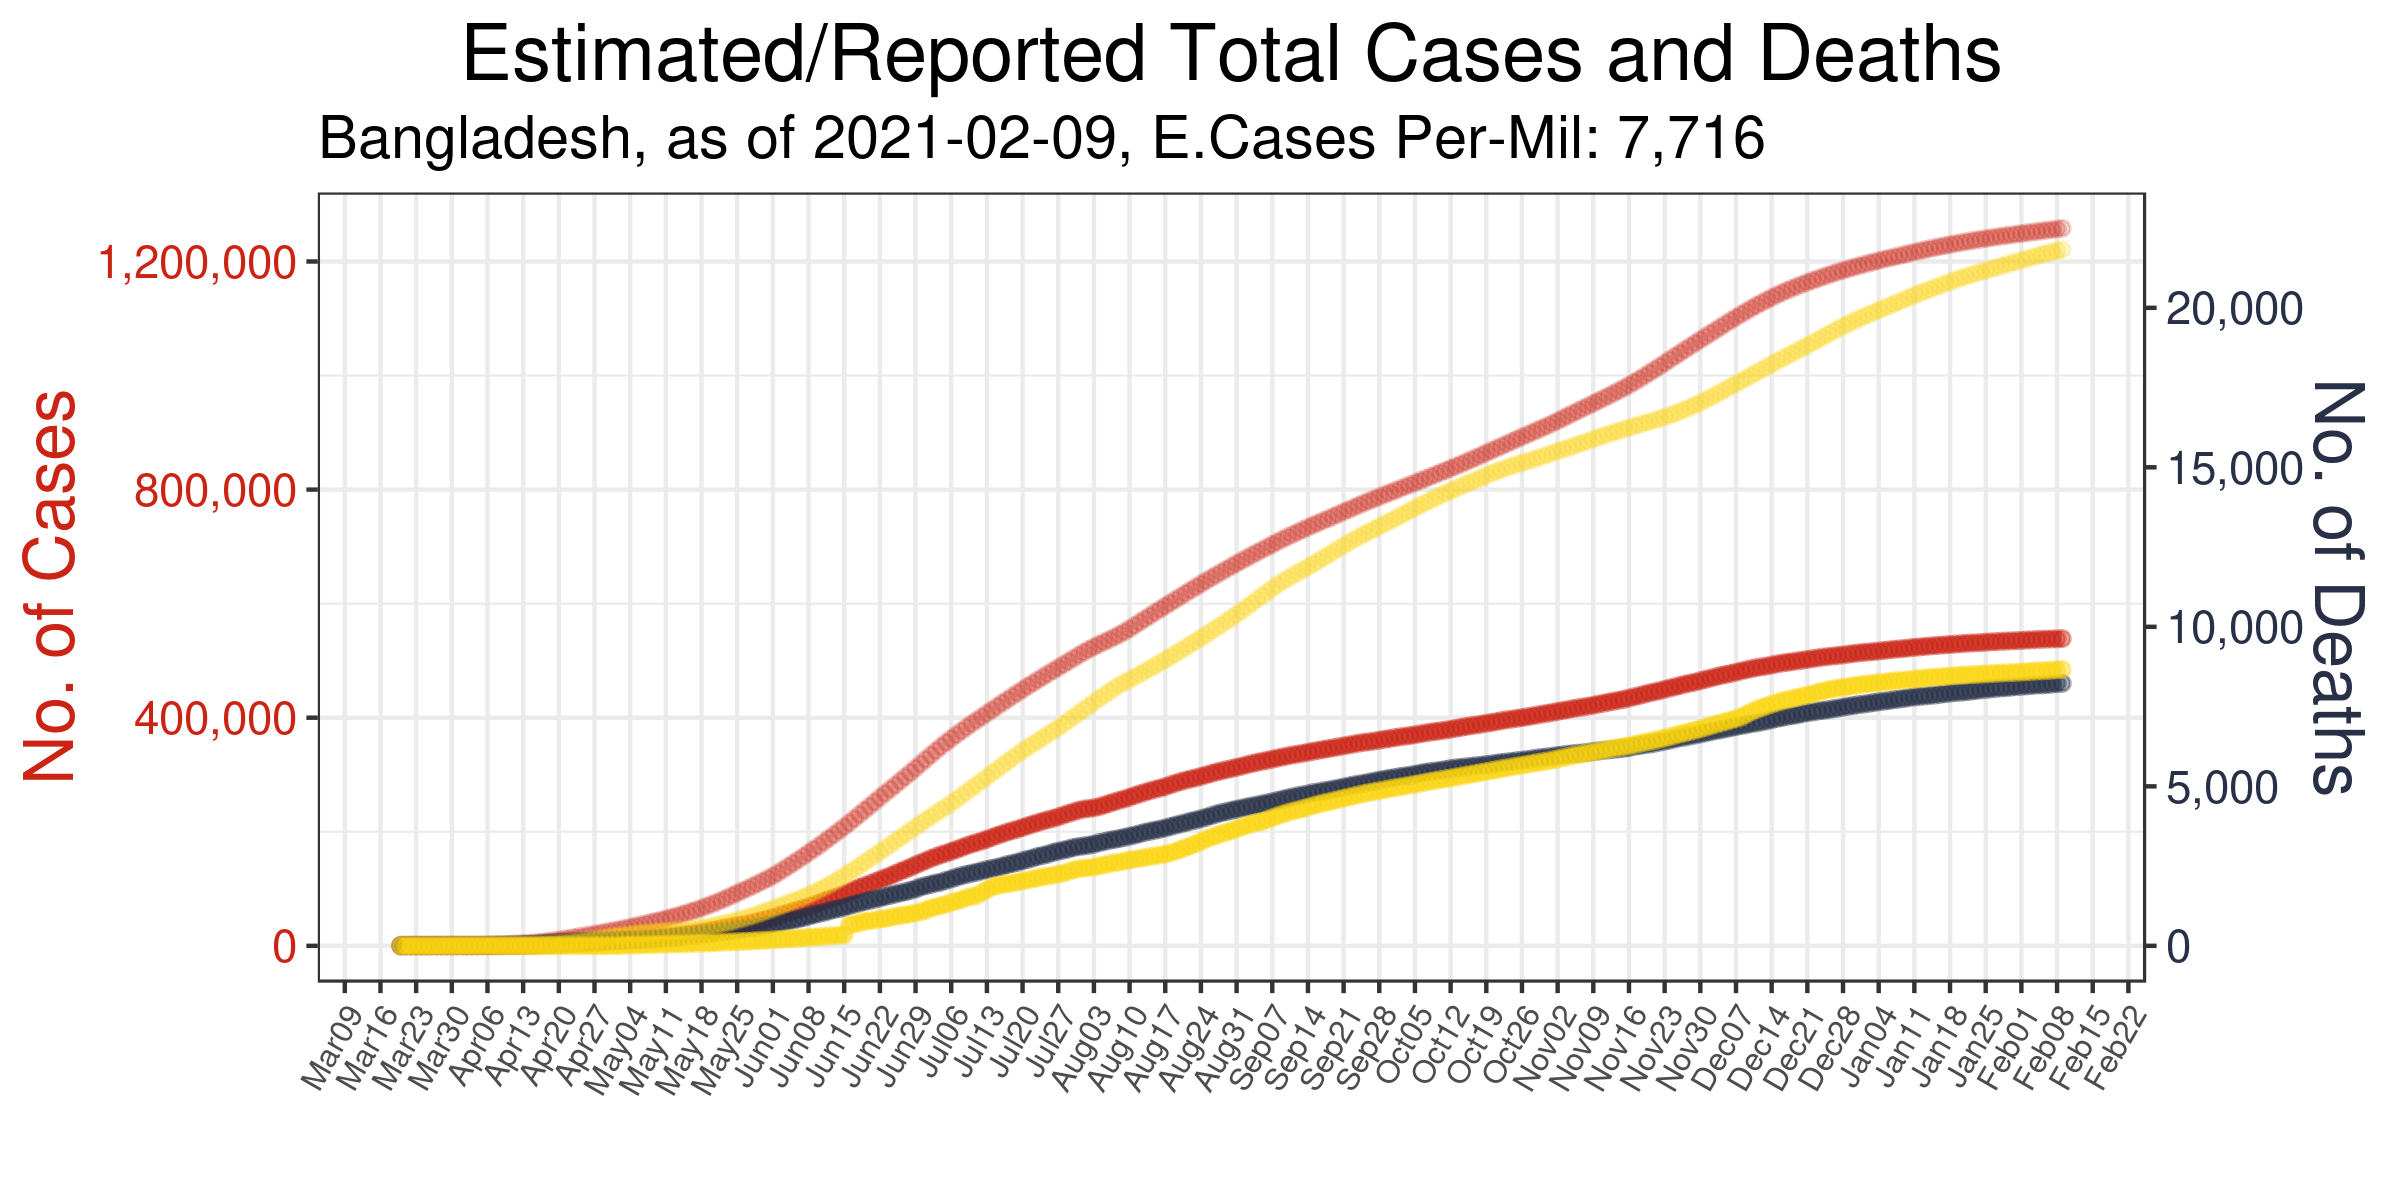 Estimated/Reported Total Cases and Deaths
Bangladesh, as of 2021-02-09, E.Cases Per-Mil: 7,716
No. of Cases
1,200,000
800,000
400,000
0
20,000
15,000
10,000
5,000
0
No. of Deaths
Mar09
Mar16
Mar23
Mar30
Apr06
Apr13
Apr20
Apr27
May04
May11
May18
May25
Jun01
Jun08
Jun15
Jun22
Jun29
Jul06
Jul13
Jul20
Jul27
Aug03
Aug10
Aug17
Aug24
Aug31
Sep07
Sep14
Sep21
Sep28
Oct05
Oct12
Oct19
Oct26
Nov02
Nov09
Nov16
Nov23
Nov30
Dec07
Dec14
Dec21
Dec28
Jan04
Jan11
Jan18
Jan25
Feb01
Feb08
Feb15
Feb22